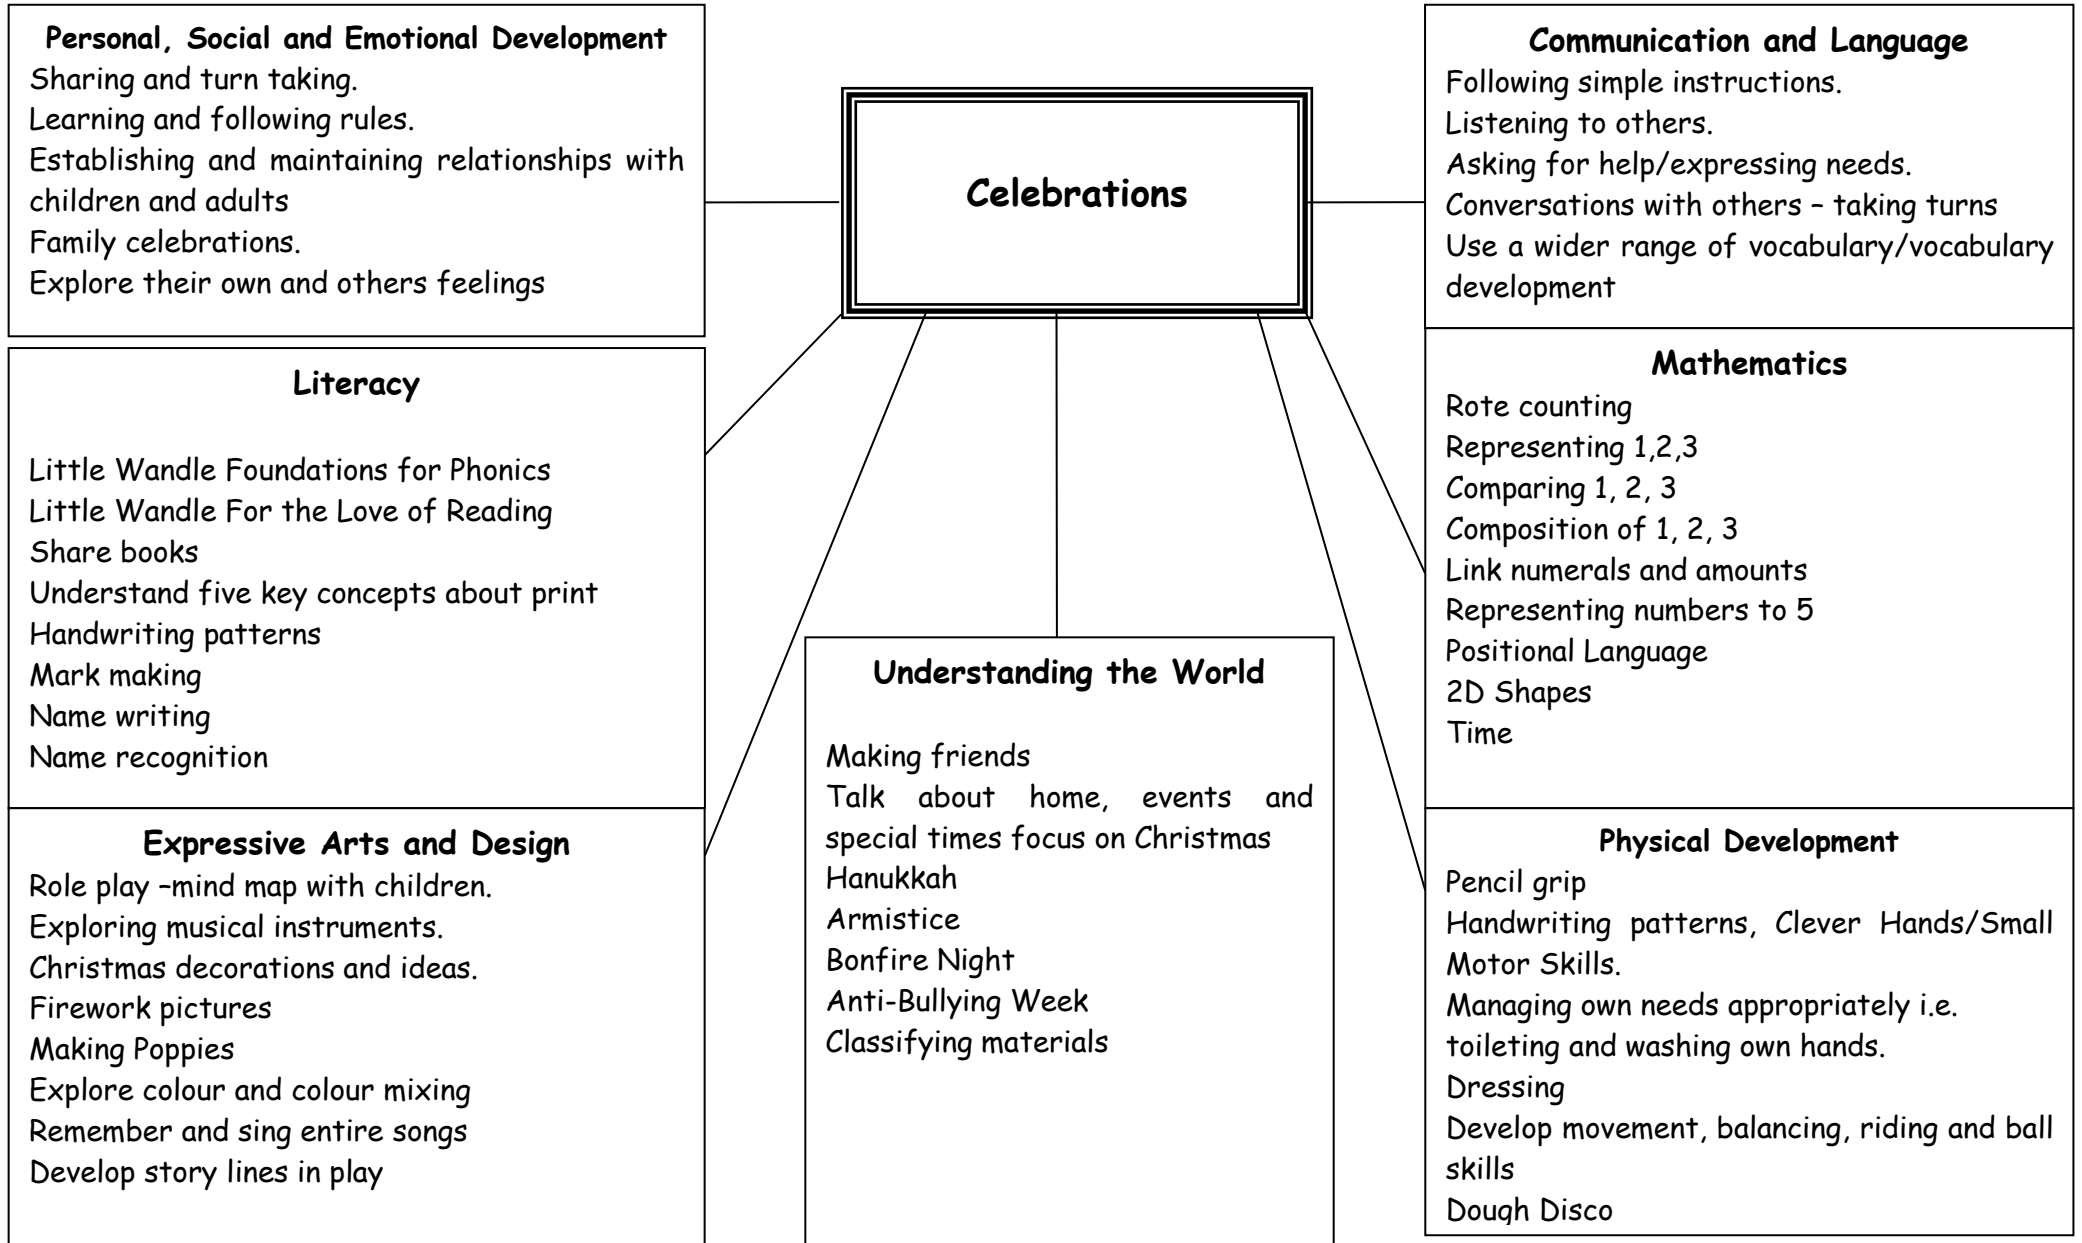 Personal, Social and Emotional Development
Sharing and turn taking.
Learning and following rules.
Establishing and maintaining relationships with
children and adults
Family celebrations.
Explore their own and others feelings
Celebrations
Communication and Language
Following simple instructions.
Listening to others.
Asking for help/expressing needs.
Conversations with others – taking turns
Use a wider range of vocabulary/vocabulary
development
Literacy
Little Wandle Foundations for Phonics
Little Wandle For the Love of Reading
Share books
Understand five key concepts about print
Handwriting patterns
Mark making
Name writing
Name recognition
Mathematics
Rote counting
Representing 1,2,3
Comparing 1, 2, 3
Composition of 1, 2, 3
Link numerals and amounts
Representing numbers to 5
Positional Language
2D Shapes
Time
Expressive Arts and Design
Role play –mind map with children.
Exploring musical instruments.
Christmas decorations and ideas.
Firework pictures
Making Poppies
Explore colour and colour mixing
Remember and sing entire songs
Develop story lines in play
Understanding the World
Making friends
Talk about home, events and
special times focus on Christmas
Hanukkah
Armistice
Bonfire Night
Anti-Bullying Week
Classifying materials
Physical Development
Pencil grip
Handwriting patterns, Clever Hands/Small
Motor Skills.
Managing own needs appropriately i.e.
toileting and washing own hands.
Dressing
Develop movement, balancing, riding and ball
skills
Dough Disco